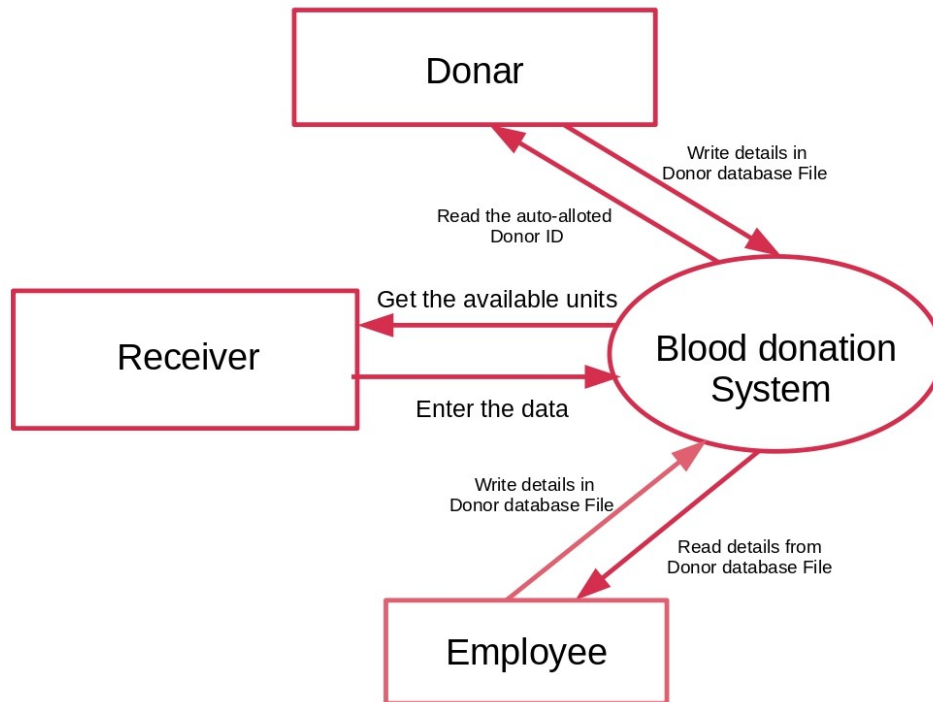 Donar
Write details in
Donor database File
Read the auto-alloted
Donor ID
Get the available units
Receiver
Blood donation
System
Enter the data
Write details in
Donor database File
Read details from
Donor database File
Employee